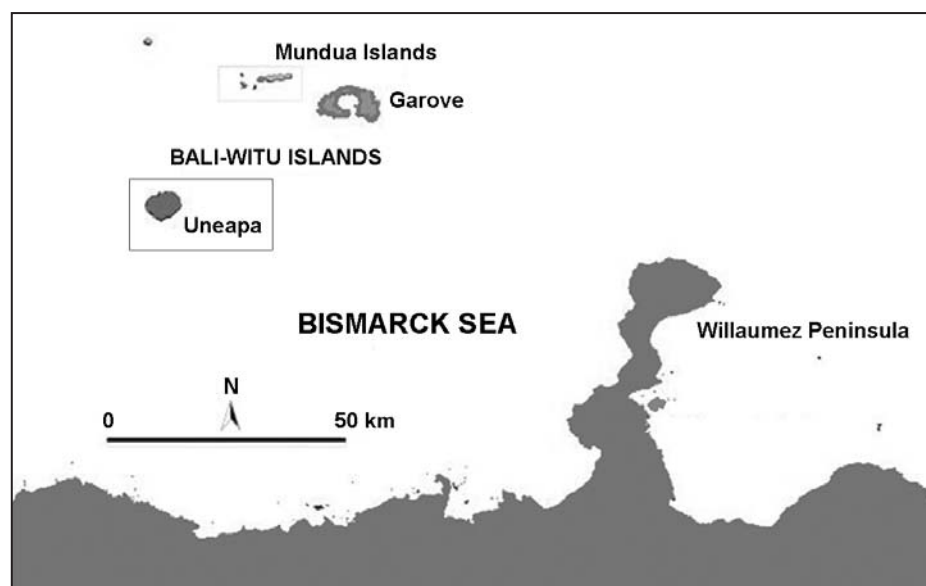 Mundua Islands
Garove
BALI-WITU ISLANDS
Uneapa
BISMARCK SEA
Willaumez Peninsula
N
0 50 km